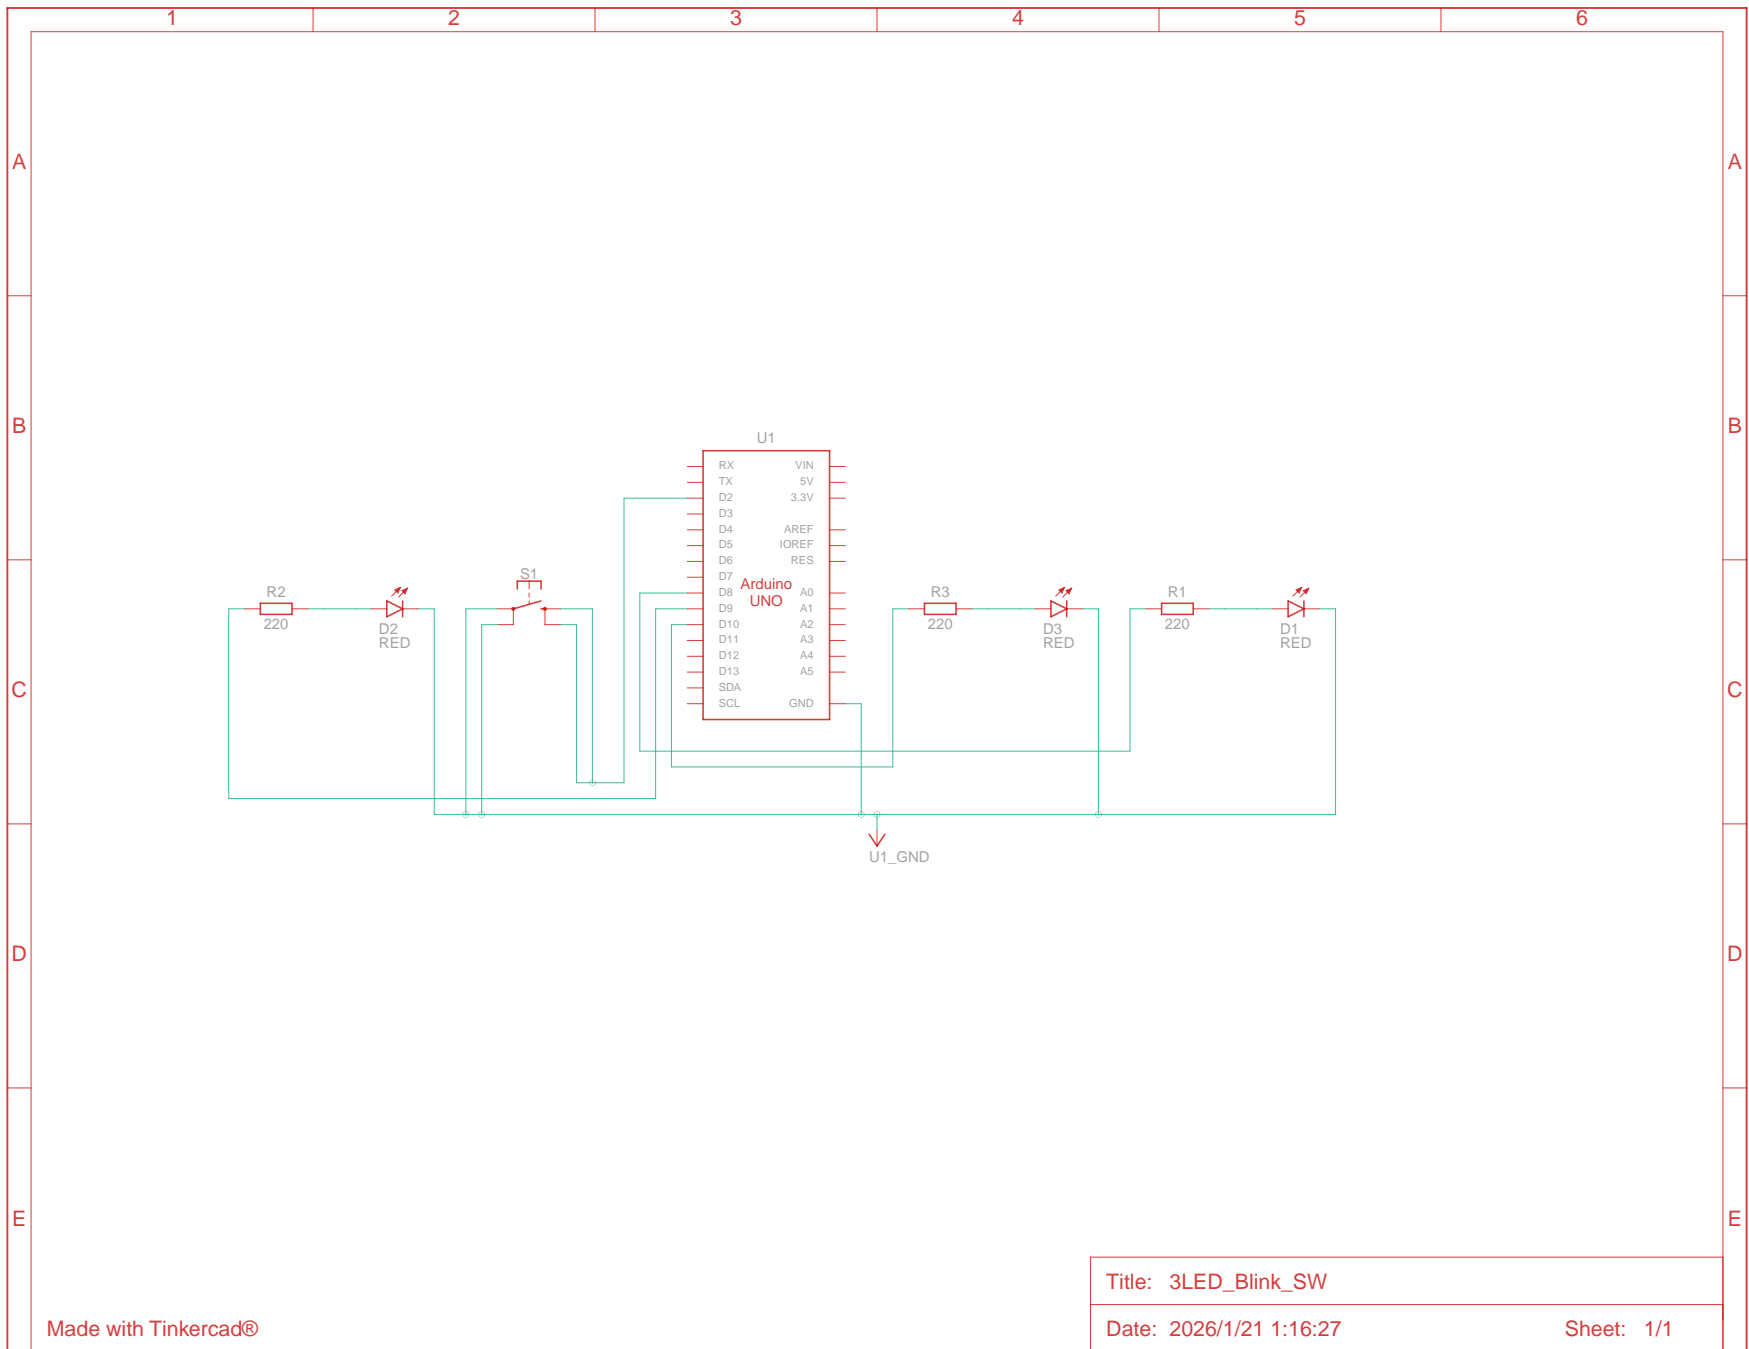 1 2 3 4 5 6
A A
B B
U1
RX VIN
TX 5V
D2 3.3V
D3
D4 AREF
D5 IOREF
D6 RES
D7
Arduino
UNO
D8 A0
D9 A1
D10 A2
D11 A3
D12 A4
D13 A5
SDA
SCL GND
R2
220
D2
RED
S1
R3
220
D3
RED
R1
220
D1
RED
C C
U1_GND
D D
E E
Title: 3LED_Blink_SW
Made with Tinkercad®
Date: 2026/1/21 1:16:27 Sheet: 1/1